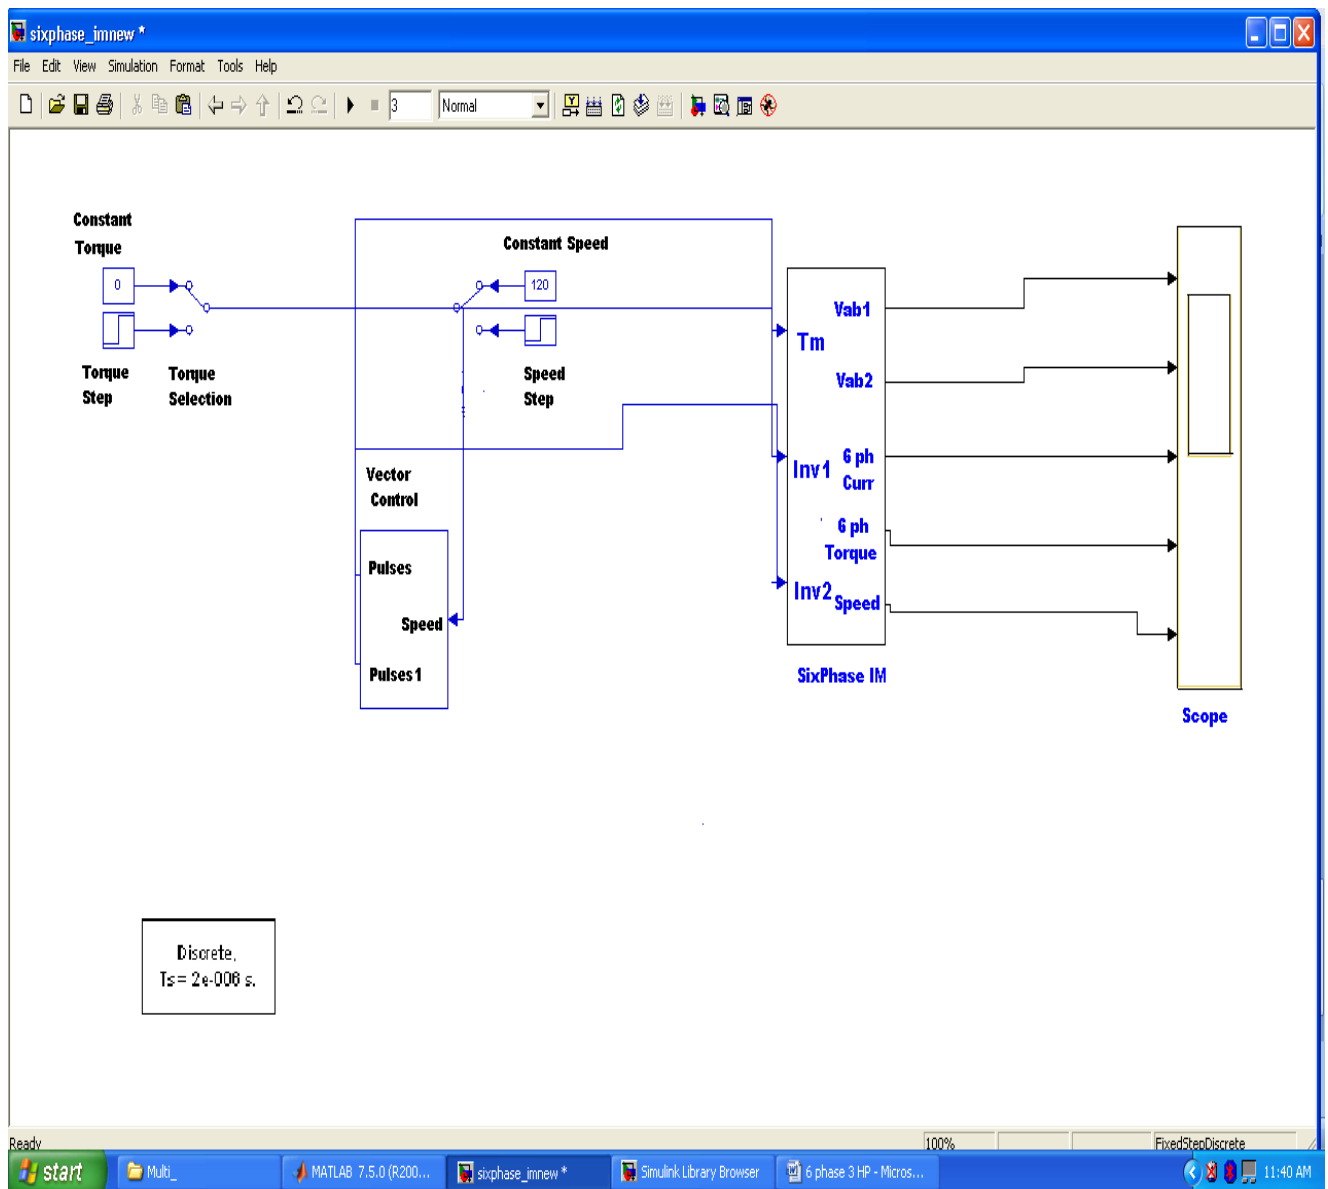 sixphase_imnew *
File Edit View Simulation Format Tools Help
3 Normal
Constant
Torque
0
Torque
Step
Torque
Selection
Constant Speed
120
Speed
Step
Vector
Control
Pulses
Speed
Pulses1
Tm
Inv1
Inv2
Vab1
Vab2
6 ph
Curr
6 ph
Torque
Speed
SixPhase IM
Scope
Discrete,
Ts = 2e-006 s.
Ready 100% FixedStepDiscrete
start Multi_ MATLAB 7.5.0 (R200... sixphase_imnew * Simulink Library Browser 6 phase 3 HP - Micros... 11:40 AM